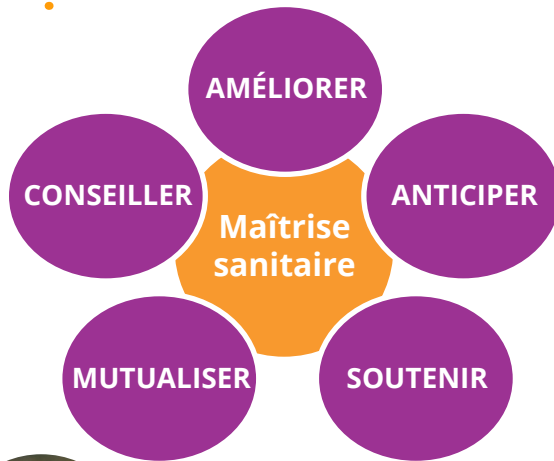 AMÉLIORER
CONSEILLER
ANTICIPER
Maîtrise
sanitaire
MUTUALISER
SOUTENIR